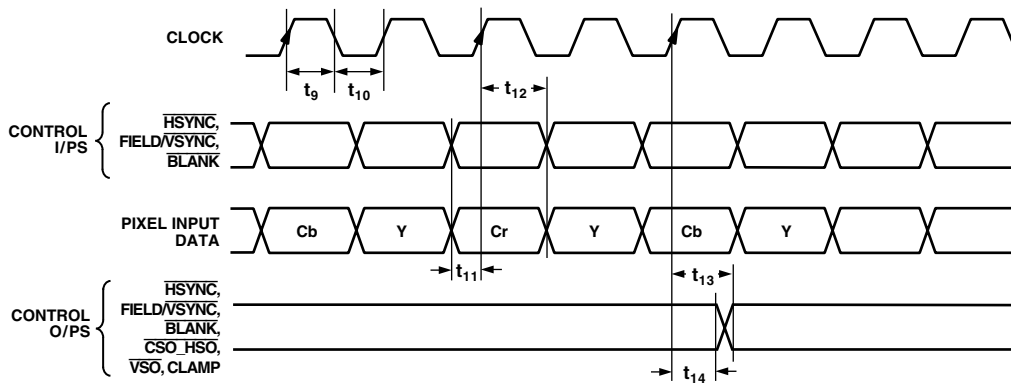 CLOCK
t9 t10 t12
CONTROL I/PS
HSYNC,
FIELD/VSYNC,
BLANK
PIXEL INPUT DATA
Cb Y Cr Y Cb Y
t11 t13
CONTROL O/PS
HSYNC,
FIELD/VSYNC,
BLANK,
CSO_HSO,
VSO, CLAMP
t14